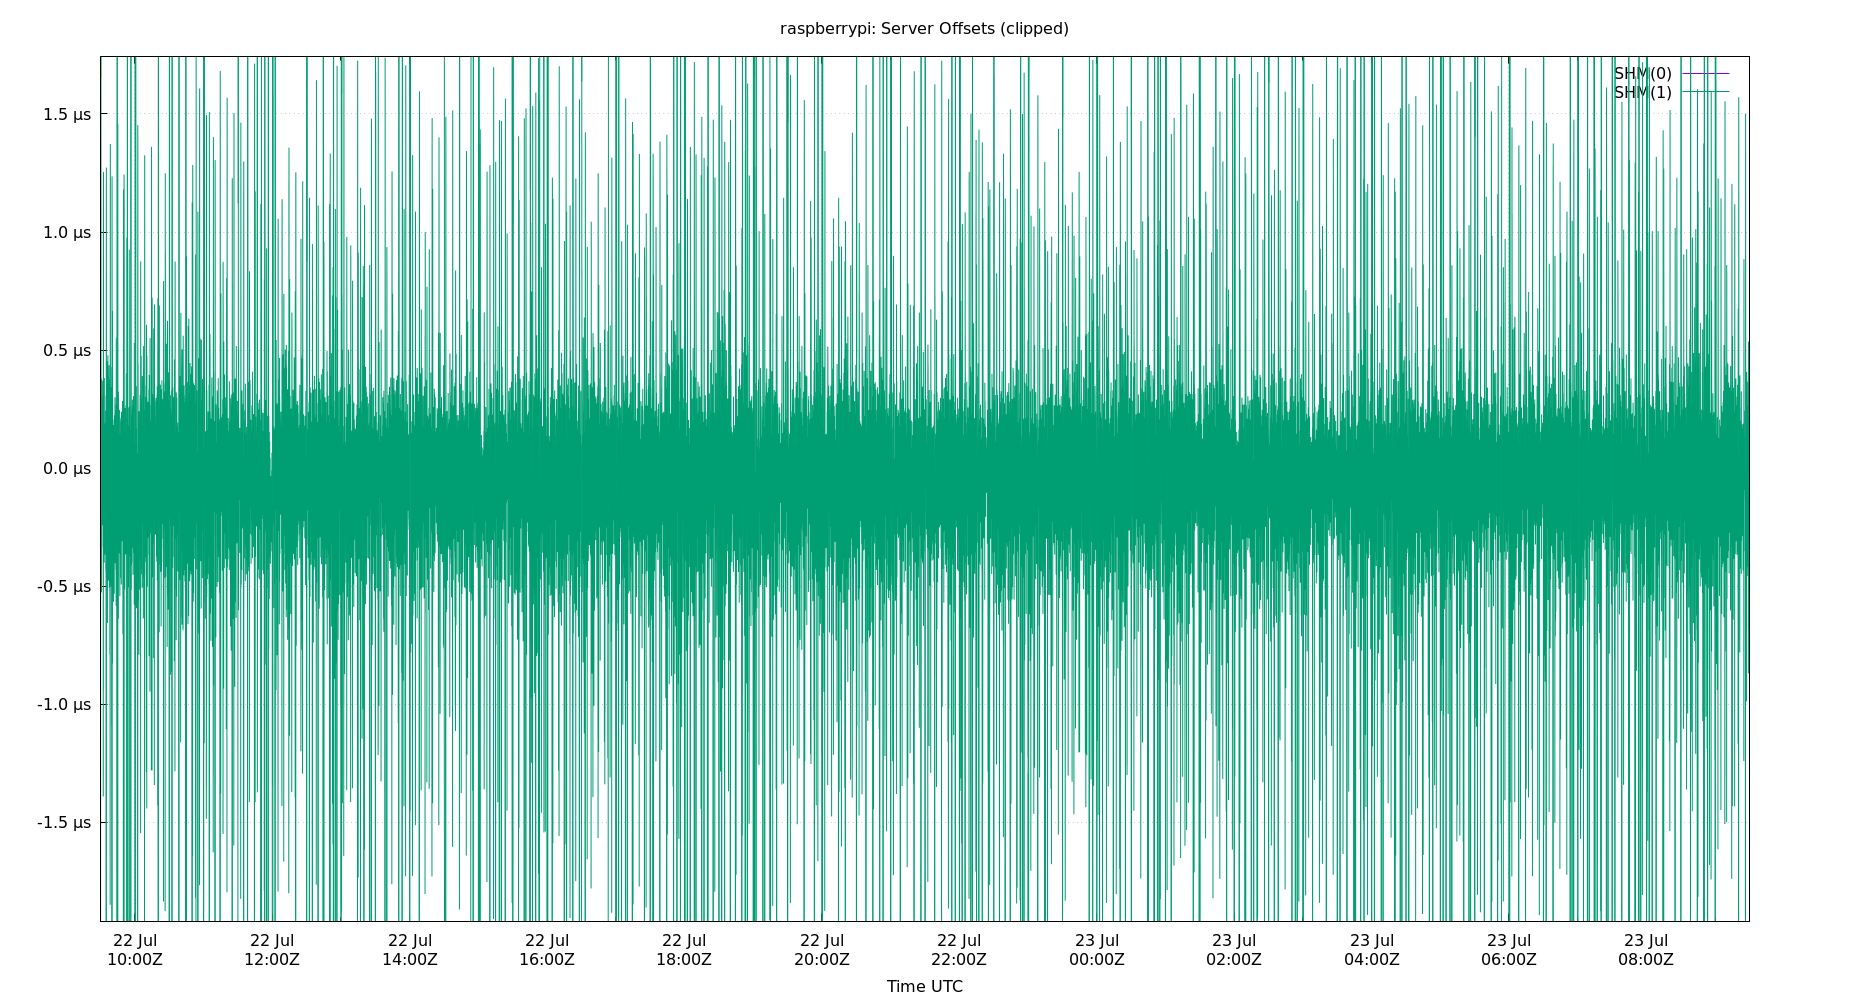 raspberrypi: Server Offsets (clipped)
SHM(0)
SHM(1)
1.5 µs
1.0 µs
0.5 µs
0.0 µs
-0.5 µs
-1.0 µs
-1.5 µs
22 Jul 22 Jul 22 Jul 22 Jul 22 Jul 22 Jul 22 Jul 23 Jul 23 Jul 23 Jul 23 Jul 23 Jul
10:00Z 12:00Z 14:00Z 16:00Z 18:00Z 20:00Z 22:00Z 00:00Z 02:00Z 04:00Z 06:00Z 08:00Z
Time UTC